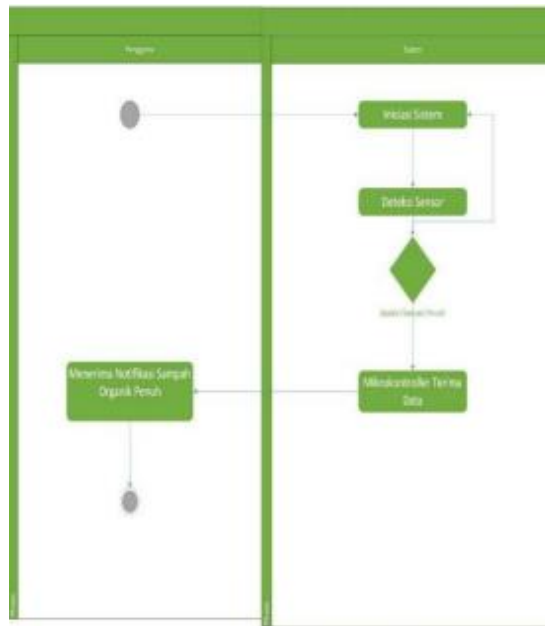 Pengguna
Sistem
Inisiasi Sistem
Deteksi Sensor
Menerima Notifikasi Sampah
Organik Penuh
Mikrokontroller Terima
Data